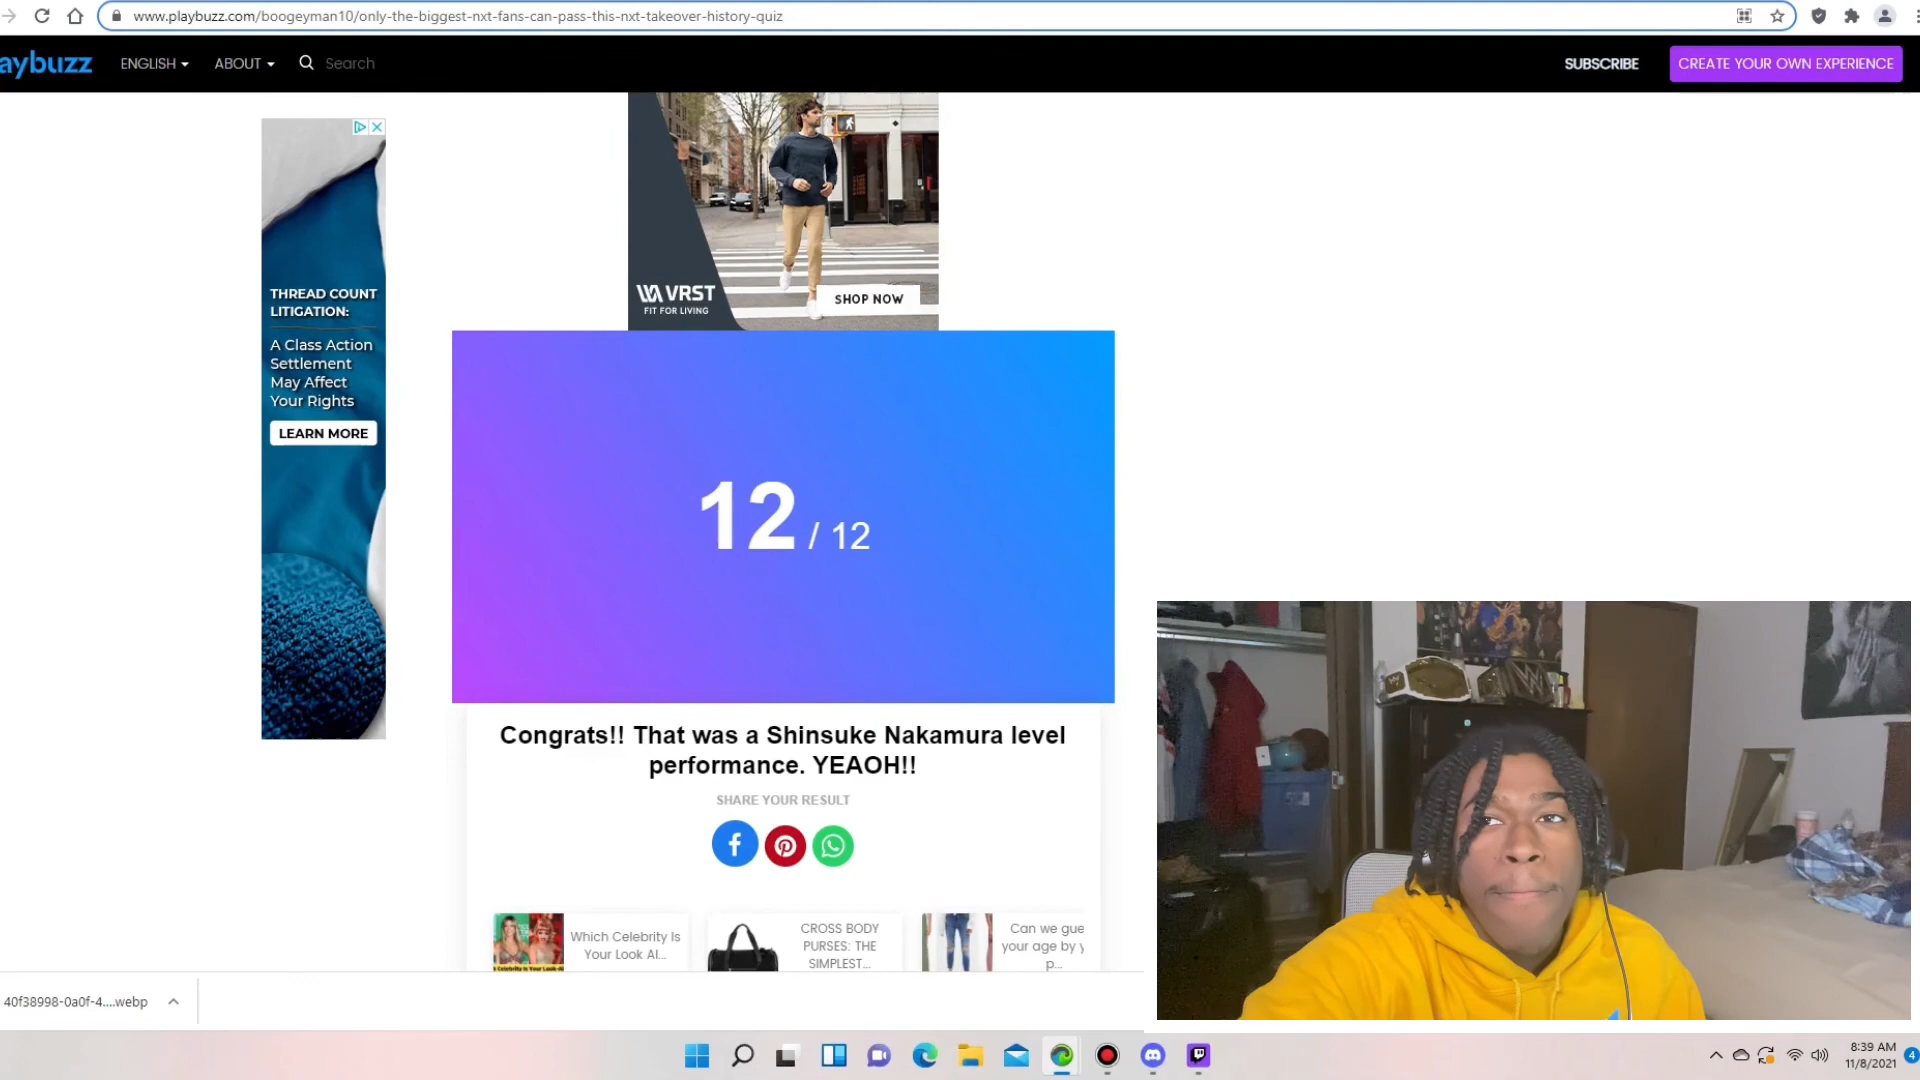 www.playbuzz.com/boogeyman10/only-the-biggest-nxt-fans-can-pass-this-nxt-takeover-history-quiz
aybuzz
ENGLISH
ABOUT
Search
SUBSCRIBE
CREATE YOUR OWN EXPERIENCE
THREAD COUNT
LITIGATION:
A Class Action
Settlement
May Affect
Your Rights
LEARN MORE
VRST
FIT FOR LIVING
SHOP NOW
12 / 12
Congrats!! That was a Shinsuke Nakamura level
performance. YEAOH!!
SHARE YOUR RESULT
Which Celebrity Is
Your Look Al...
CROSS BODY
PURSES: THE
SIMPLEST...
Can we gue
your age by y
p...
40f38998-0a0f-4....webp
8:39 AM
11/8/2021
4